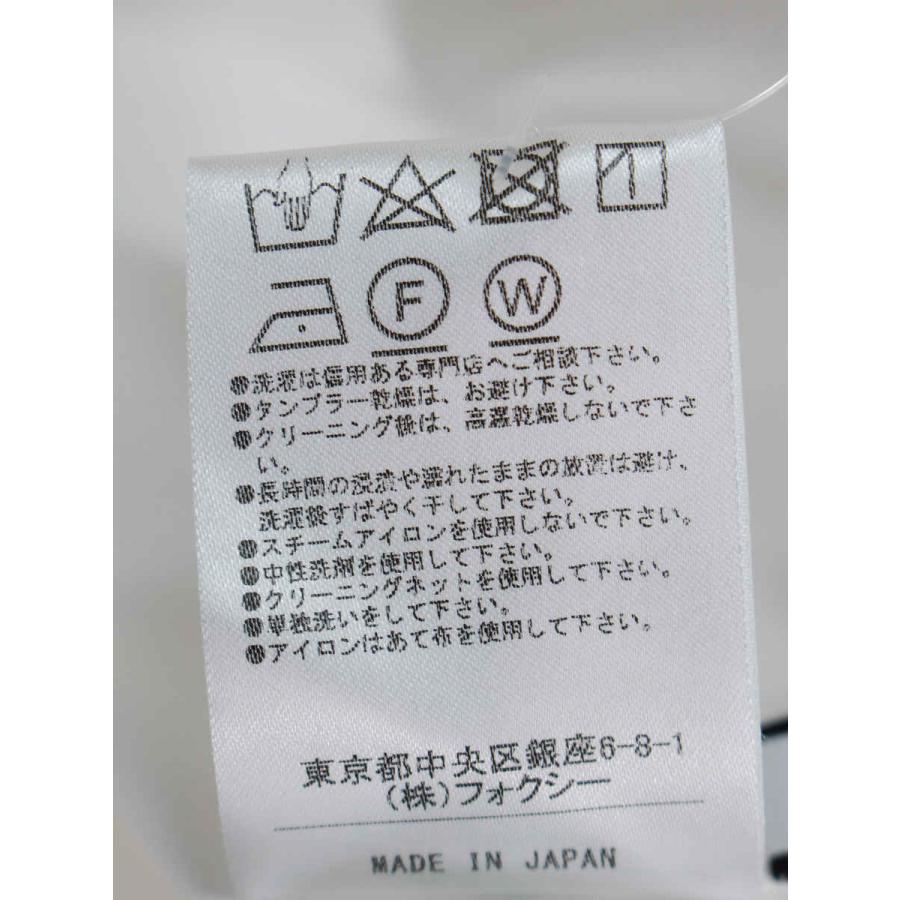 F W
●洗濯は信用ある専門店へご相談下さい。
●タンブラー乾燥は、お避け下さい。
●クリーニング後は、高温乾燥しないで下さ
い。
●長時間の浸漬や濡れたままの放置は避け、
洗濯後すばやく干して下さい。
●スチームアイロンを使用しないで下さい。
●中性洗剤を使用して下さい。
●クリーニングネットを使用して下さい。
●単独洗いをして下さい。
●アイロンはあて布を使用して下さい。
東京都中央区銀座6-8-1
(株)フォクシー
MADE IN JAPAN